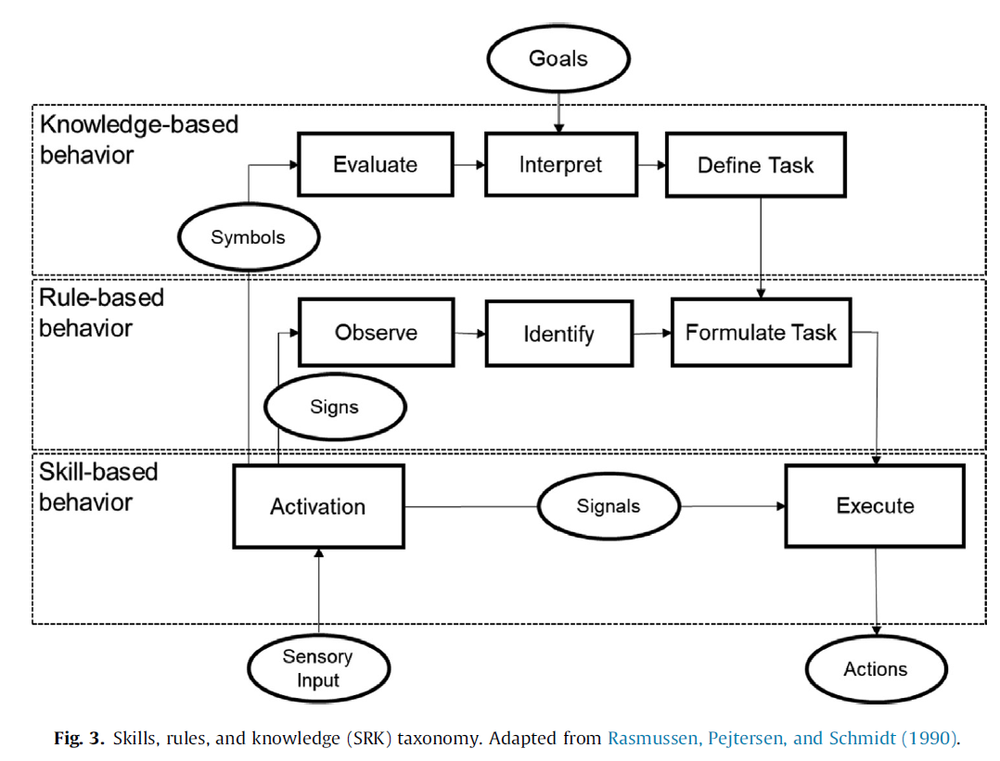 Goals
Knowledge-based
behavior
Evaluate
Interpret
Define Task
Symbols
Rule-based
behavior
Observe
Identify
Formulate Task
Signs
Skill-based
behavior
Activation
Signals
Execute
Sensory
Input
Actions
Fig. 3. Skills, rules, and knowledge (SRK) taxonomy. Adapted from Rasmussen, Pejtersen, and Schmidt (1990).